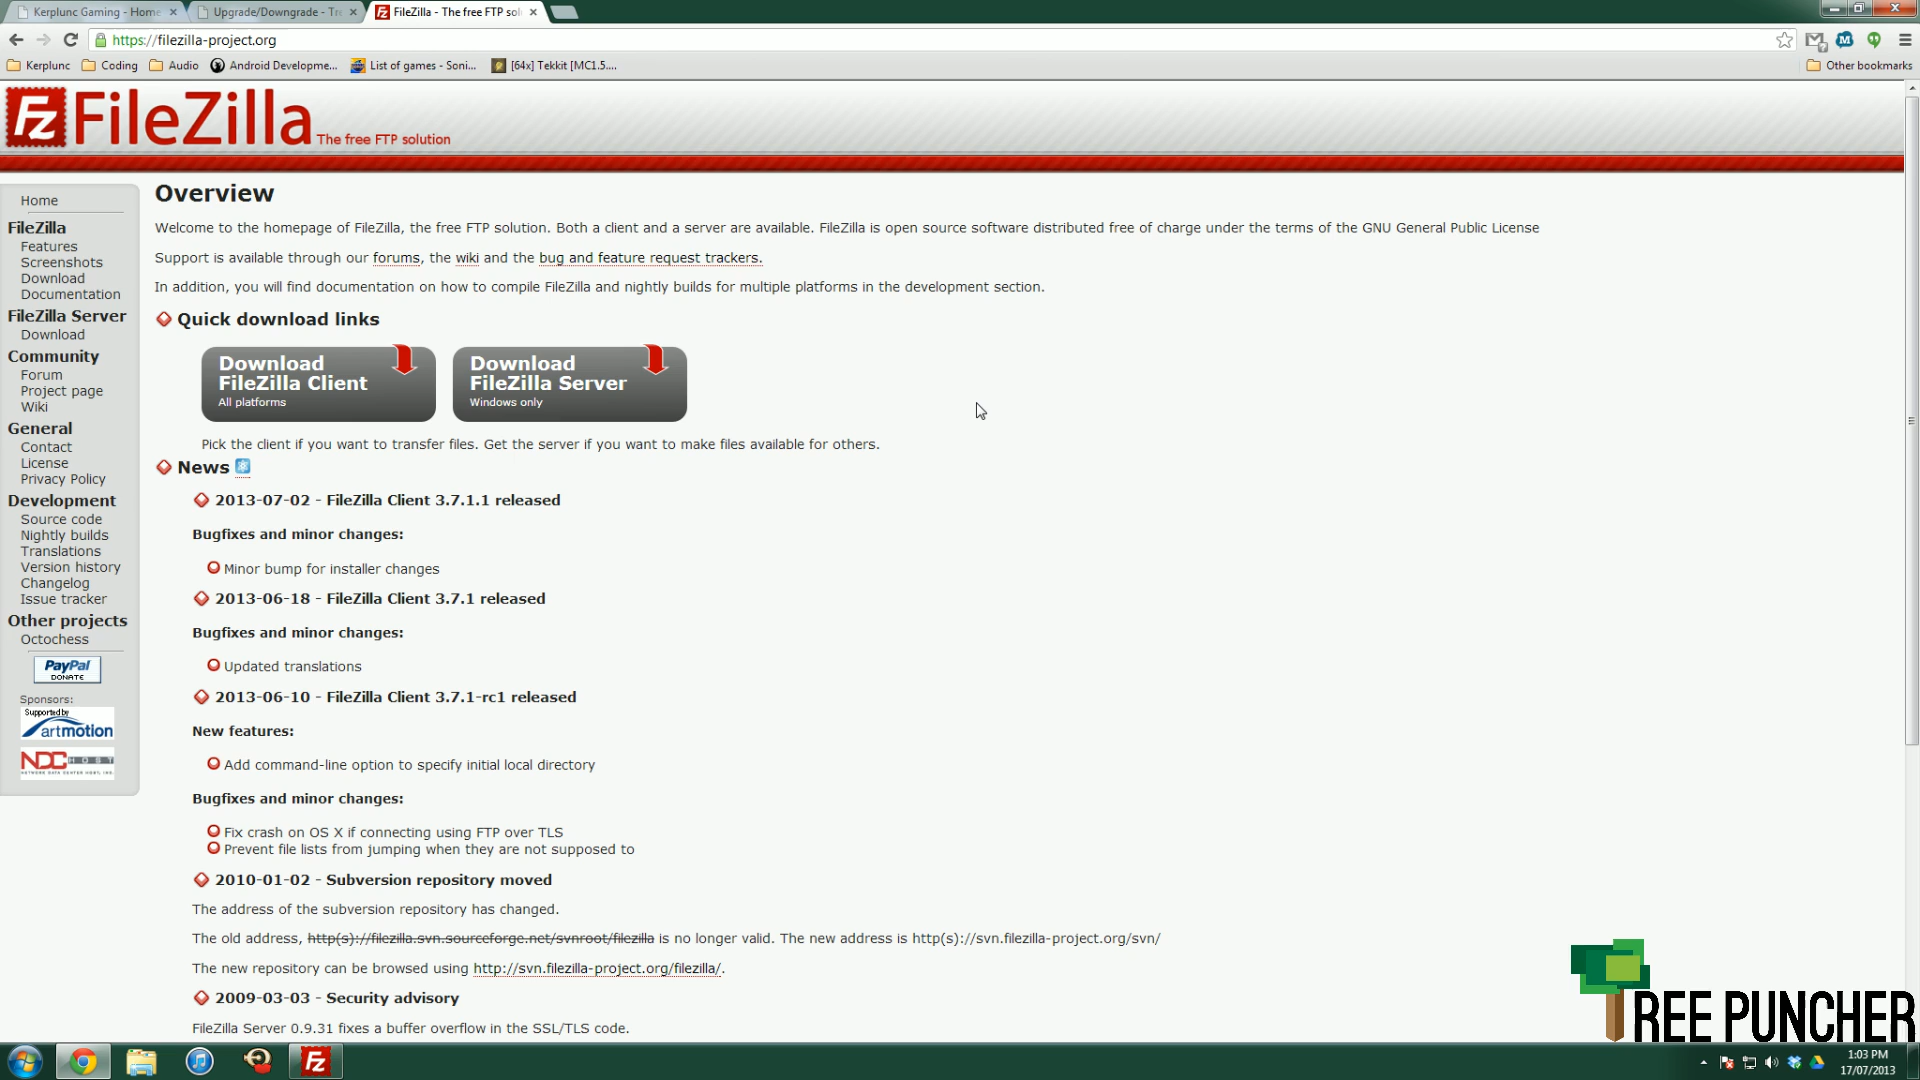 Kerplunc Gaming - Home
Upgrade/Downgrade - Tr
FileZilla - The free FTP sol
https://filezilla-project.org
Kerplunc
Coding
Audio
Android Developme...
List of games - Soni...
[64x] Tekkit [MC1.5....
Other bookmarks
FileZilla The free FTP solution
Home
FileZilla
Features
Screenshots
Download
Documentation
FileZilla Server
Download
Community
Forum
Project page
Wiki
General
Contact
License
Privacy Policy
Development
Source code
Nightly builds
Translations
Version history
Changelog
Issue tracker
Other projects
Octochess
PayPal
DONATE
Sponsors:
Supported by
artmotion
NDC HOST
Overview
Welcome to the homepage of FileZilla, the free FTP solution. Both a client and a server are available. FileZilla is open source software distributed free of charge under the terms of the GNU General Public License
Support is available through our forums, the wiki and the bug and feature request trackers.
In addition, you will find documentation on how to compile FileZilla and nightly builds for multiple platforms in the development section.
Quick download links
Download
FileZilla Client
All platforms
Download
FileZilla Server
Windows only
Pick the client if you want to transfer files. Get the server if you want to make files available for others.
News
2013-07-02 - FileZilla Client 3.7.1.1 released
Bugfixes and minor changes:
Minor bump for installer changes
2013-06-18 - FileZilla Client 3.7.1 released
Bugfixes and minor changes:
Updated translations
2013-06-10 - FileZilla Client 3.7.1-rc1 released
New features:
Add command-line option to specify initial local directory
Bugfixes and minor changes:
Fix crash on OS X if connecting using FTP over TLS
Prevent file lists from jumping when they are not supposed to
2010-01-02 - Subversion repository moved
The address of the subversion repository has changed.
The old address, http(s)://filezilla.svn.sourceforge.net/svnroot/filezilla is no longer valid. The new address is http(s)://svn.filezilla-project.org/svn/
The new repository can be browsed using http://svn.filezilla-project.org/filezilla/.
2009-03-03 - Security advisory
FileZilla Server 0.9.31 fixes a buffer overflow in the SSL/TLS code.
REE PUNCHER
1:03 PM
17/07/2013